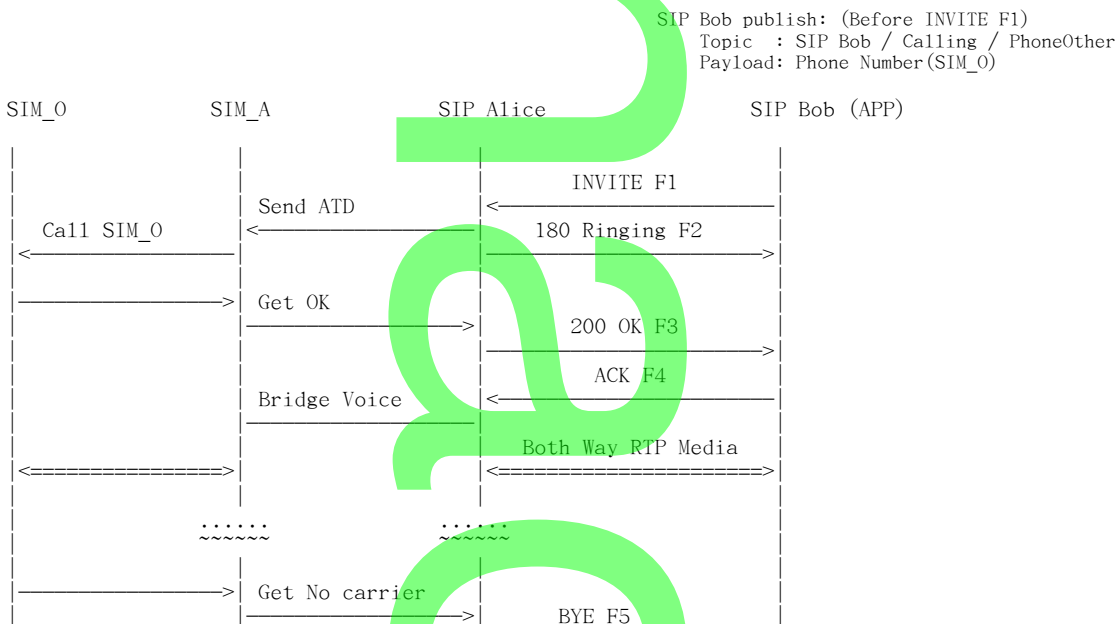 SIP Bob publish: (Before INVITE F1)
Topic : SIP Bob / Calling / PhoneOther
Payload: Phone Number(SIM_O)
SIM_O SIM_A SIP Alice SIP Bob (APP)
INVITE F1
Send ATD
Call SIM_O 180 Ringing F2
Get OK
200 OK F3
ACK F4
Bridge Voice
Both Way RTP Media
...... ......
~~~~~~ ~~~~~~
Get No carrier
BYE F5